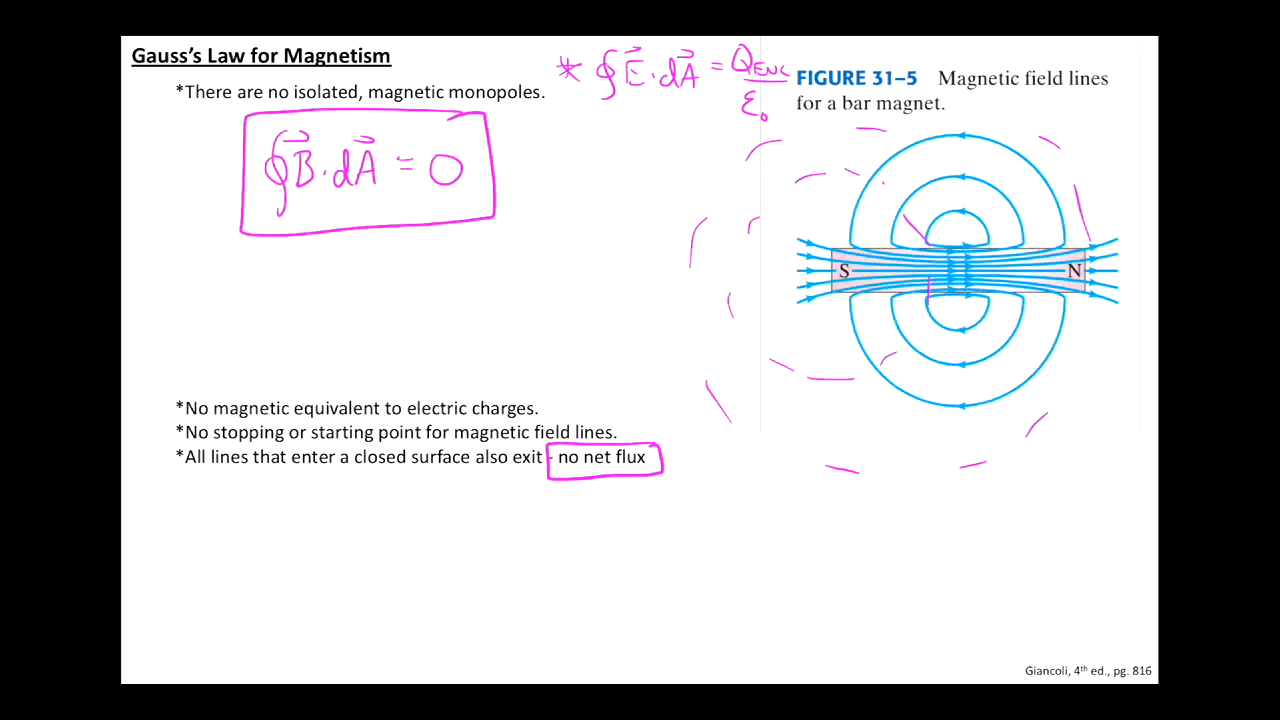 Gauss's Law for Magnetism
*There are no isolated, magnetic monopoles.
∮B⃗·dA⃗ = 0
* ∮E⃗·dA⃗ = QENC/ε₀
FIGURE 31–5 Magnetic field lines
for a bar magnet.
S
N
*No magnetic equivalent to electric charges.
*No stopping or starting point for magnetic field lines.
*All lines that enter a closed surface also exit - no net flux
Giancoli, 4th ed., pg. 816